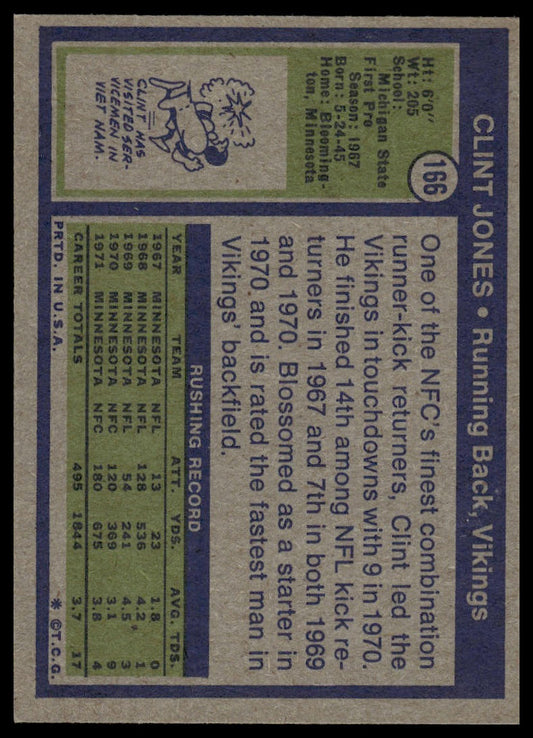 CLINT JONES • Running Back, Vikings
166
Ht: 6'0"
Wt: 205
School:
Michigan State
First Pro
Season: 1967
Born: 5-24-45
Home: Blooming-
ton, Minnesota
CLINT HAS
VISITED SER-
VICEMEN IN
VIET NAM.
One of the NFC's finest combination
runner-kick returners, Clint led the
Vikings in touchdowns with 9 in 1970.
He finished 14th among NFL kick re-
turners in 1967 and 7th in both 1969
and 1970. Blossomed as a starter in
1970 and is rated the fastest man in
Vikings' backfield.
RUSHING RECORD
YEAR TEAM ATT. YDS. AVG. TDS.
1967 MINNESOTA NFL 13 23 1.8 0
1968 MINNESOTA NFL 128 536 4.2 1
1969 MINNESOTA NFL 54 241 4.5 3
1970 MINNESOTA NFC 120 369 3.1 9
1971 MINNESOTA NFC 180 675 3.8 4
CAREER TOTALS 495 1844 3.7 17
PRTD. IN U.S.A. * ©T.C.G.